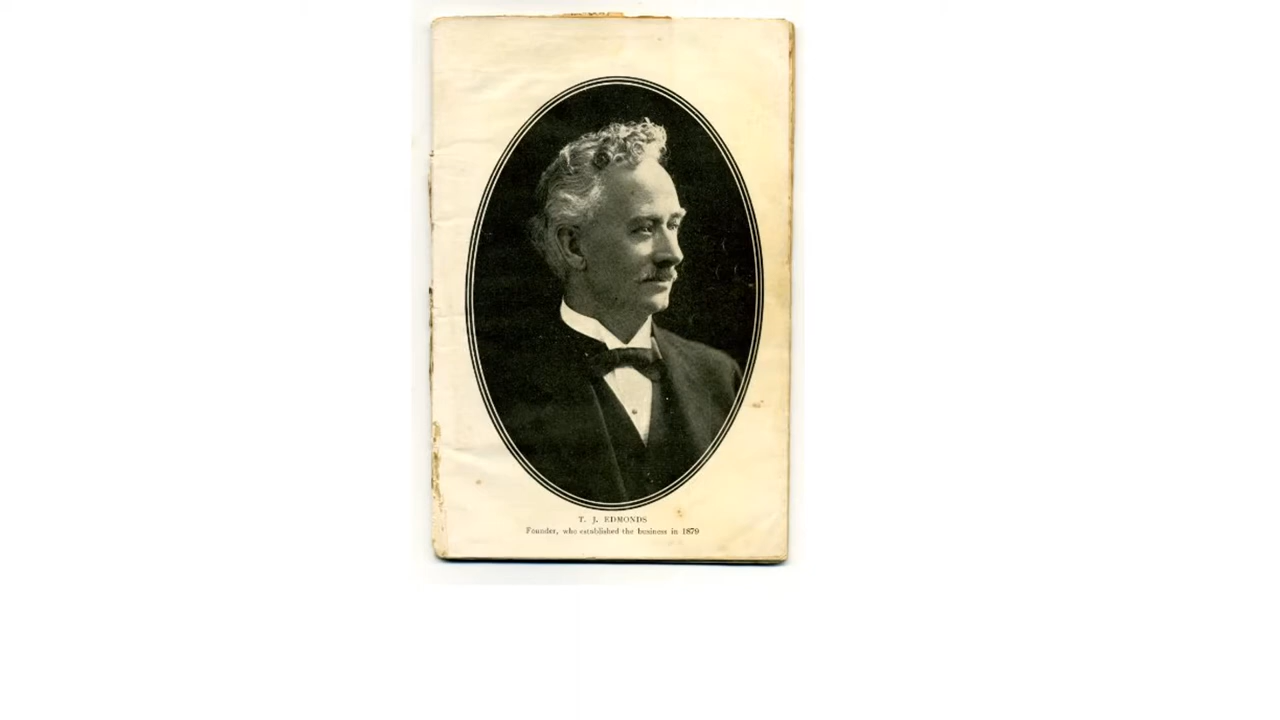 T. J. EDMONDS
Founder, who established the business in 1879